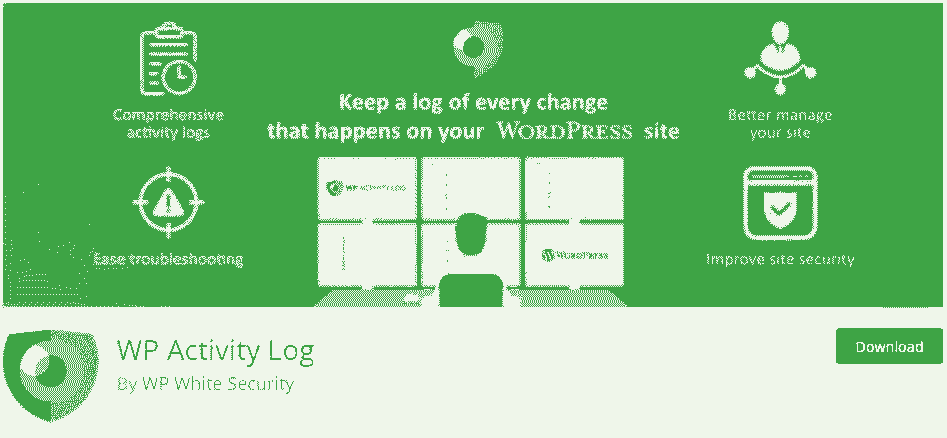 Keep a log of every change
that happens on your WORDPRESS site
Comprehensive
activity logs
Better manage
your site
Ease troubleshooting
Improve site security
WP ACTIVITY LOG
WORDPRESS
WP Activity Log
By WP White Security
Download